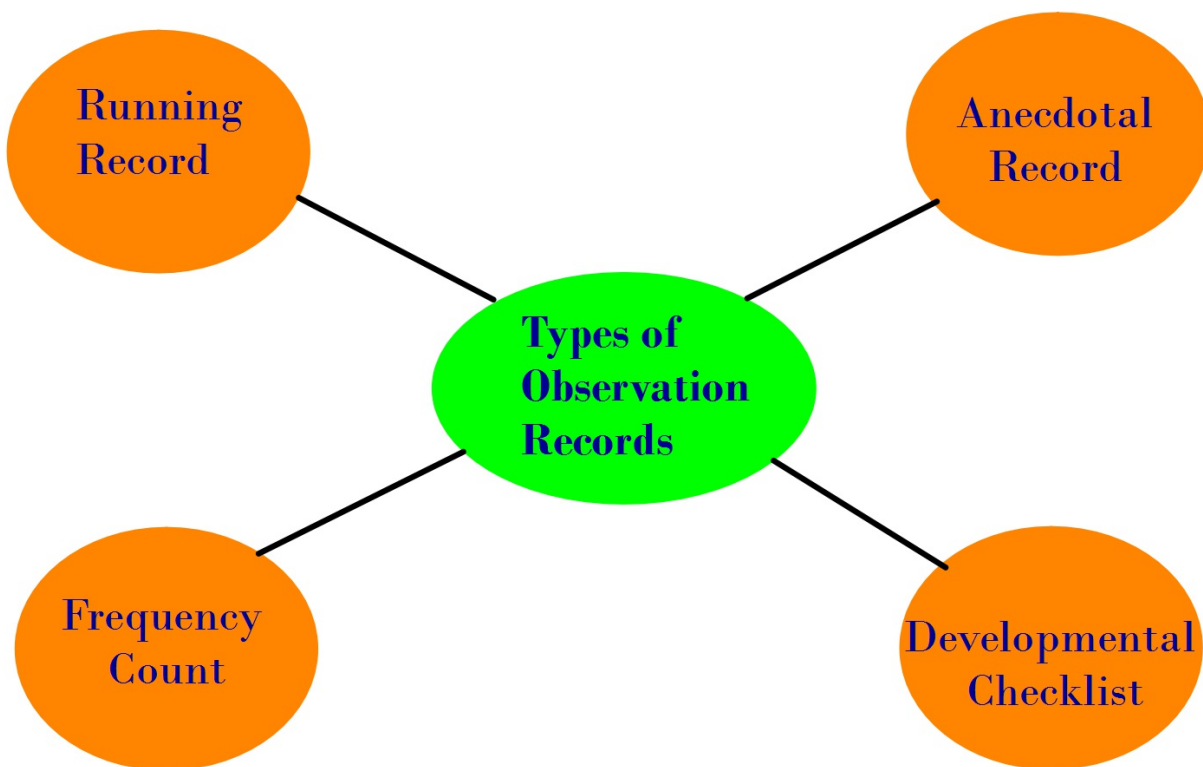 Running
Record
Anecdotal
Record
Types of
Observation
Records
Frequency
Count
Developmental
Checklist